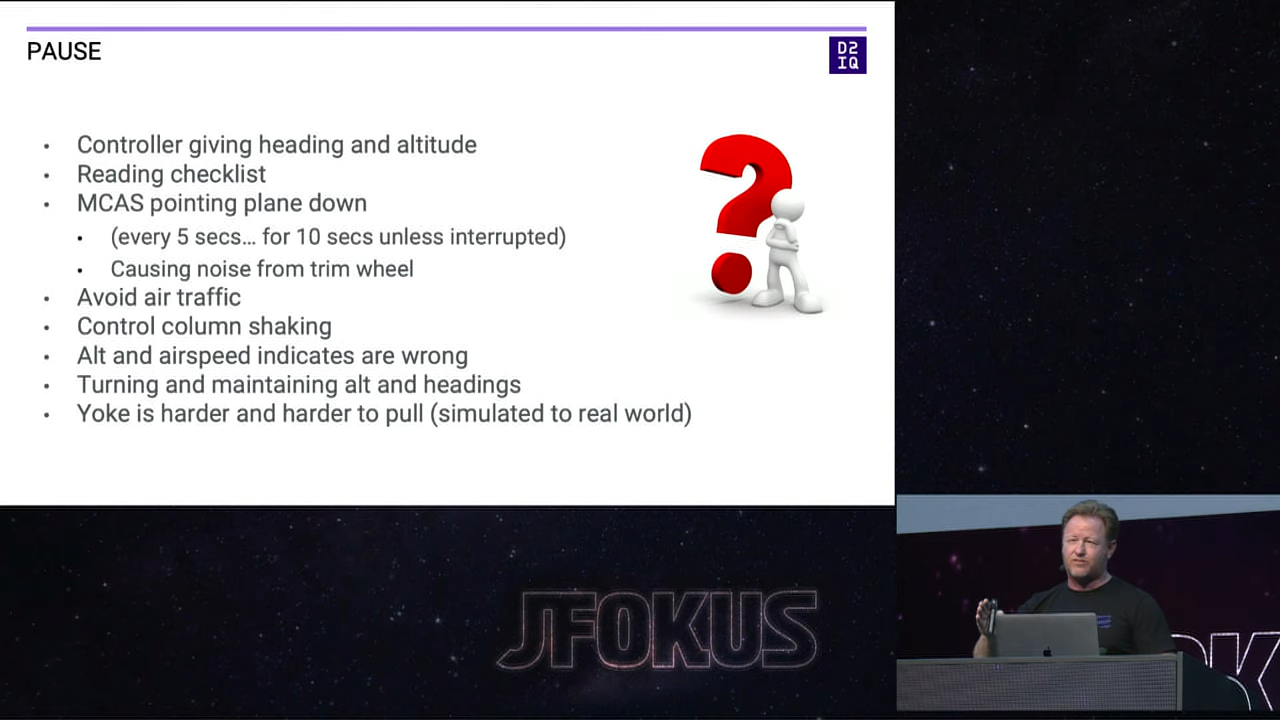 PAUSE
D2
IQ
• Controller giving heading and altitude
• Reading checklist
• MCAS pointing plane down
• (every 5 secs… for 10 secs unless interrupted)
• Causing noise from trim wheel
• Avoid air traffic
• Control column shaking
• Alt and airspeed indicates are wrong
• Turning and maintaining alt and headings
• Yoke is harder and harder to pull (simulated to real world)
JFOKUS
OK